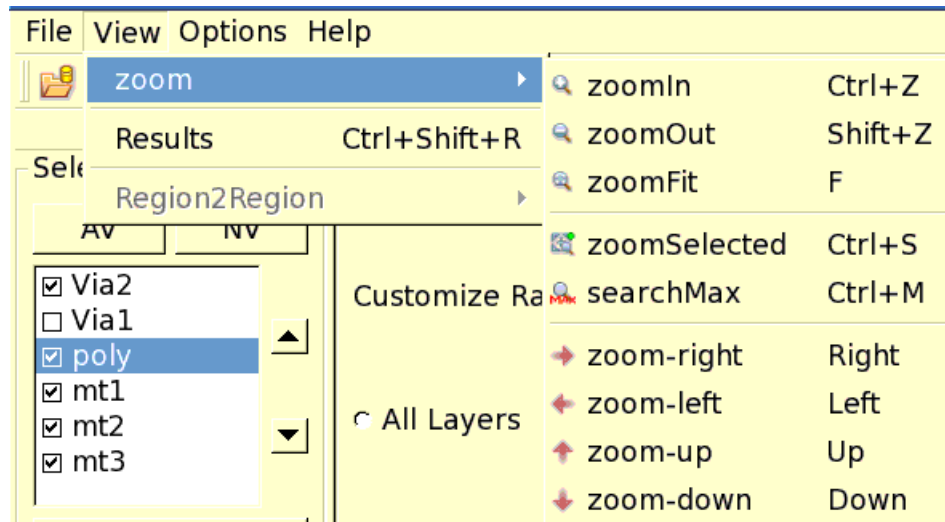 File View Options Help
zoom
Results Ctrl+Shift+R
Region2Region
zoomIn Ctrl+Z
zoomOut Shift+Z
zoomFit F
zoomSelected Ctrl+S
searchMax Ctrl+M
zoom-right Right
zoom-left Left
zoom-up Up
zoom-down Down
AV NV
Via2
Via1
poly
mt1
mt2
mt3
Customize
All Layers